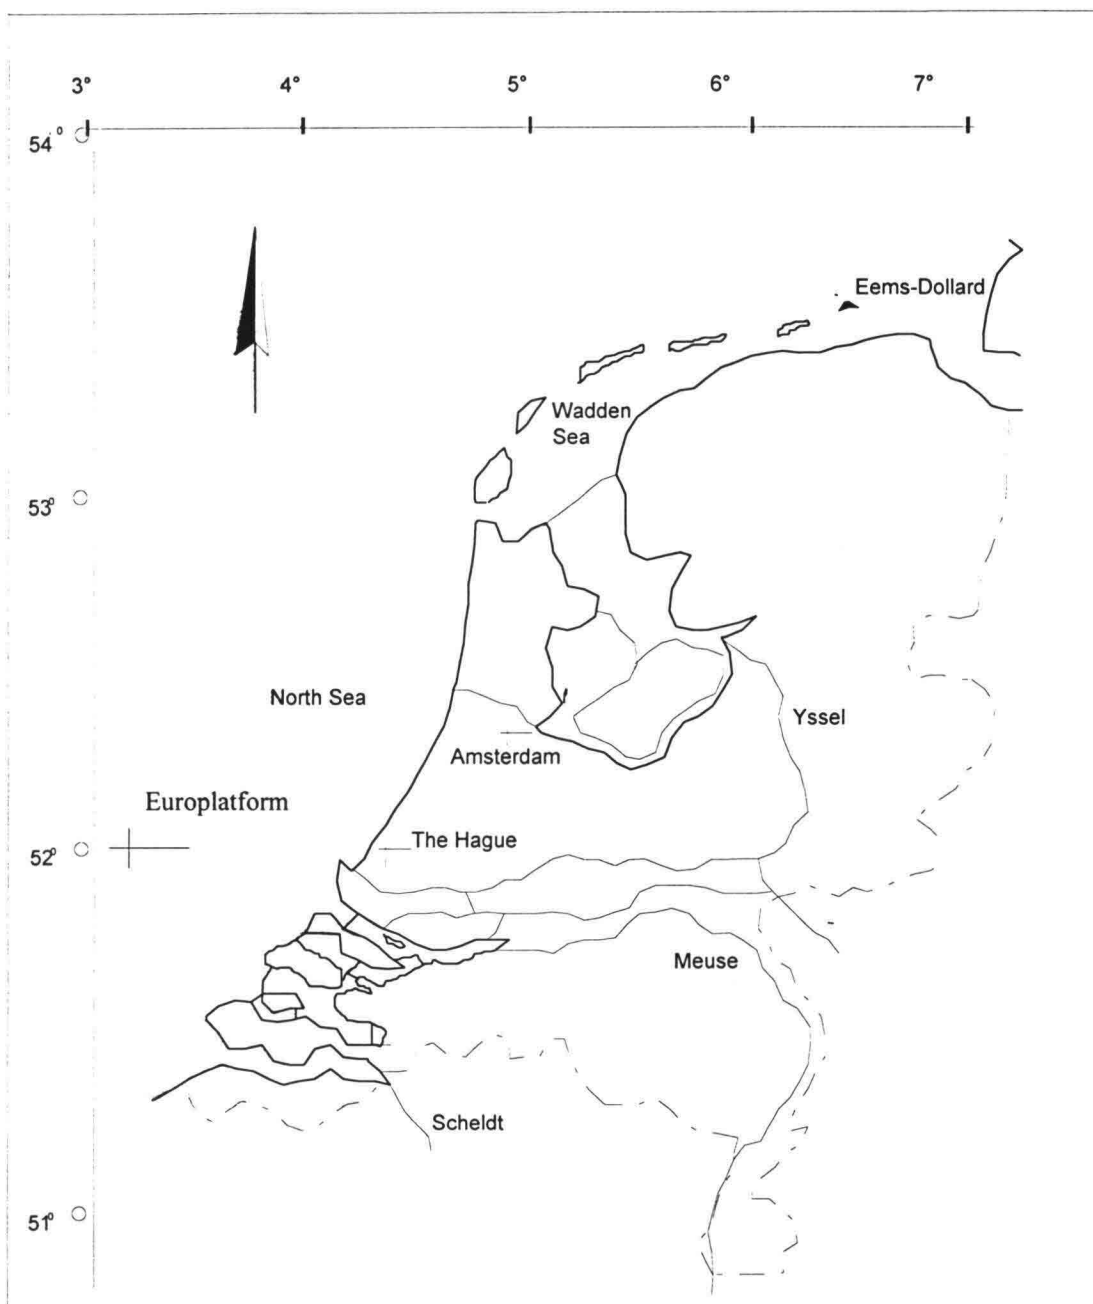 3° 4° 5° 6° 7°
54°
Eems-Dollard
Wadden
Sea
53°
North Sea
Yssel
Amsterdam
Europlatform
The Hague
52°
Meuse
Scheldt
51°